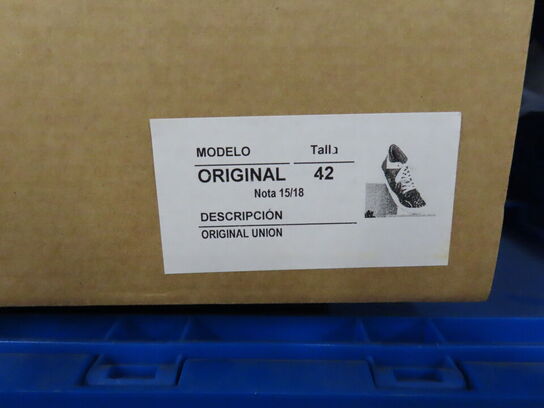 MODELO Talla
ORIGINAL 42
Nota 15/18
DESCRIPCIÓN
ORIGINAL UNION